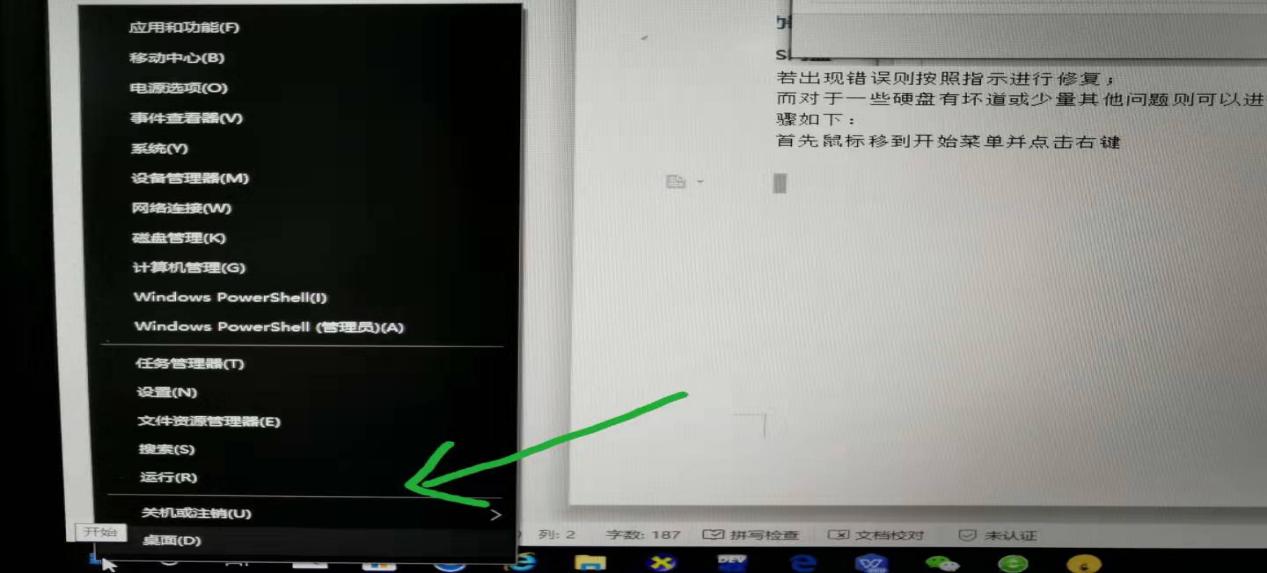 应用和功能(F)
移动中心(B)
电源选项(O)
事件查看器(V)
系统(Y)
设备管理器(M)
网络连接(W)
磁盘管理(K)
计算机管理(G)
Windows PowerShell(I)
Windows PowerShell (管理员)(A)
任务管理器(T)
设置(N)
文件资源管理器(E)
搜索(S)
运行(R)
关机或注销(U)
桌面(D)
开始
若出现错误则按照指示进行修复；
而对于一些硬盘有坏道或少量其他问题则可以进
骤如下：
首先鼠标移到开始菜单并点击右键
列: 2 字数: 187 拼写检查 文档校对 未认证
DEV